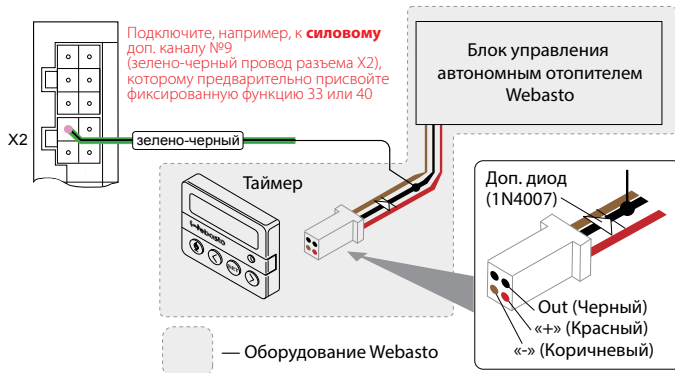 Подключите, например, к силовому
доп. каналу №9
(зелено-черный провод разъема X2),
которому предварительно присвойте
фиксированную функцию 33 или 40
Блок управления
автономным отопителем
Webasto
X2
зелено-черный
Таймер
Webasto
SET
Доп. диод
(1N4007)
Out (Черный)
«+» (Красный)
«-» (Коричневый)
— Оборудование Webasto